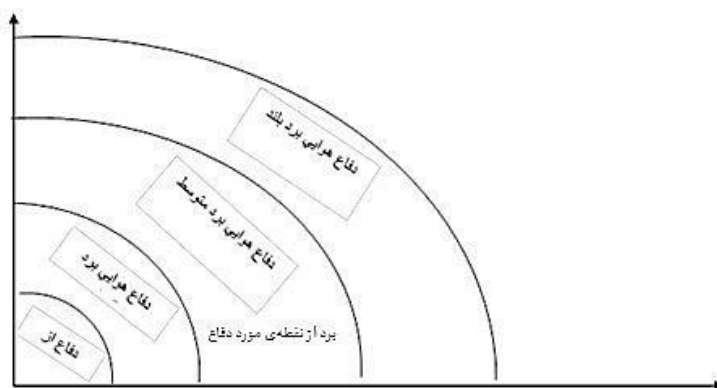 دفاع هوایی برد بلند
دفاع هوایی برد متوسط
دفاع هوایی برد
دفاع از
برد از نقطه‌ی مورد دفاع